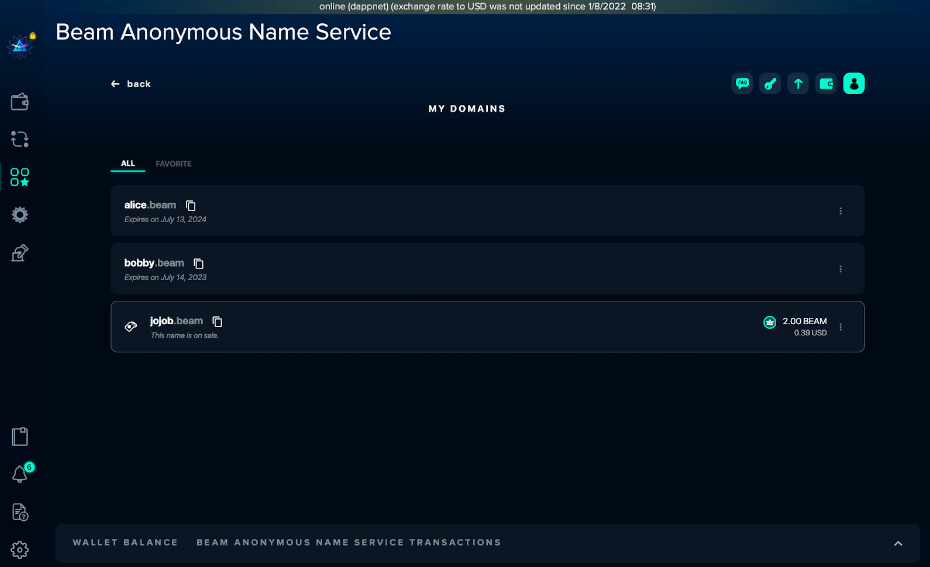 online (dappnet) (exchange rate to USD was not updated since 1/8/2022 08:31)
Beam Anonymous Name Service
back
FAQ
MY DOMAINS
ALL FAVORITE
alice.beam
Expires on July 13, 2024
bobby.beam
Expires on July 14, 2023
jojob.beam
This name is on sale.
2.00 BEAM
0.39 USD
6
WALLET BALANCE BEAM ANONYMOUS NAME SERVICE TRANSACTIONS